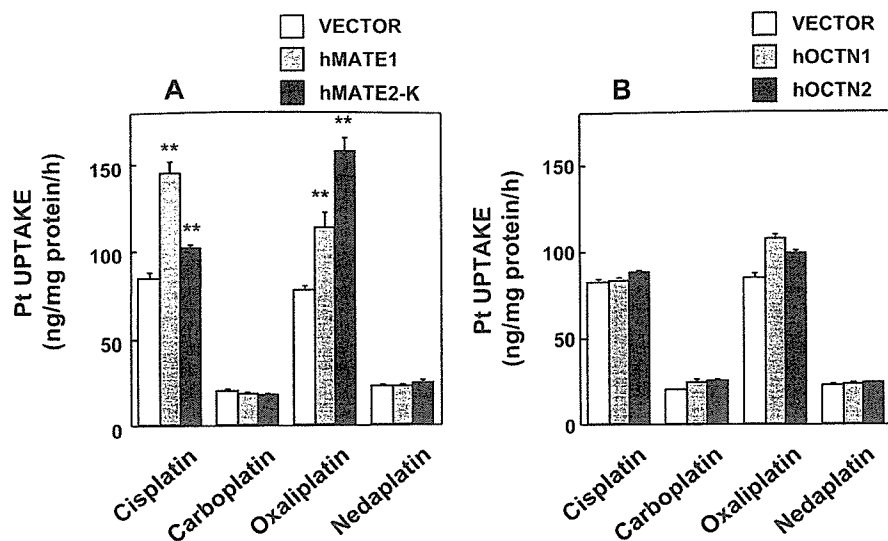 VECTOR
hMATE1
hMATE2-K
A
Pt UPTAKE
(ng/mg protein/h)
150
100
50
0
**
**
**
**
Cisplatin
Carboplatin
Oxaliplatin
Nedaplatin
VECTOR
hOCTN1
hOCTN2
B
Pt UPTAKE
(ng/mg protein/h)
150
100
50
0
Cisplatin
Carboplatin
Oxaliplatin
Nedaplatin